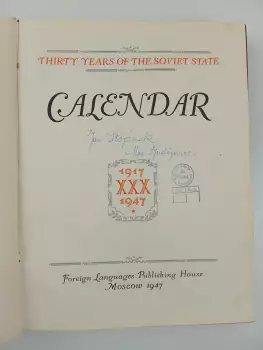 THIRTY YEARS OF THE SOVIET STATE
CALENDAR
1917
XXX
1947
Foreign Languages Publishing House
Moscow 1947